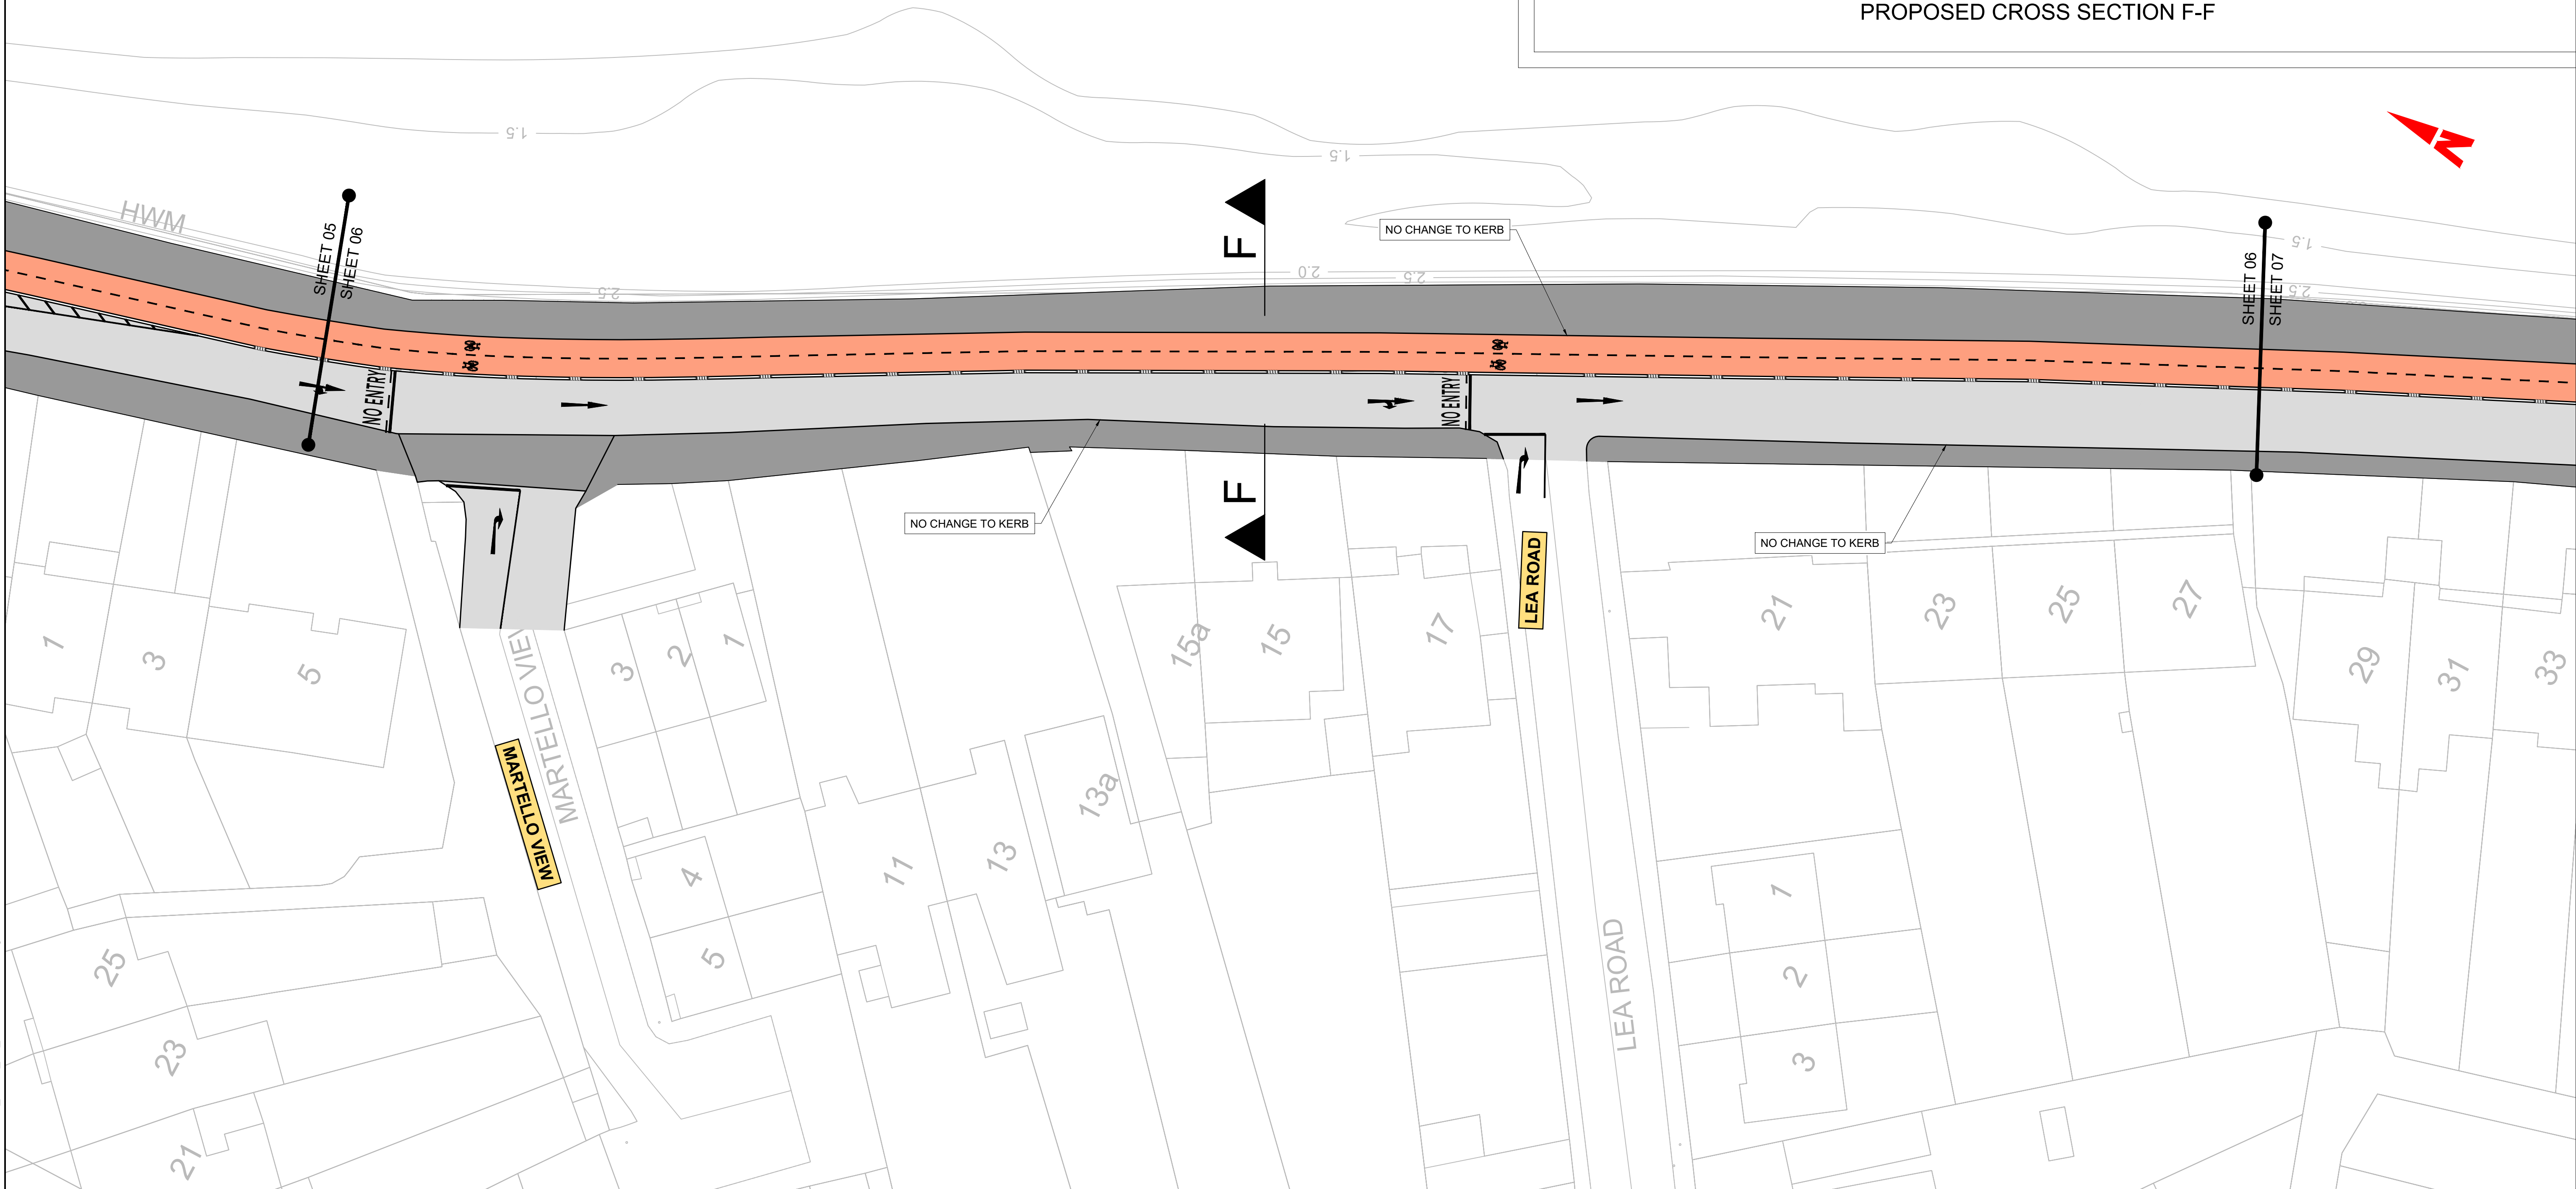 PROPOSED CROSS SECTION F-F
1.5
1.5
N
HWM
SHEET 05
SHEET 06
F
NO CHANGE TO KERB
1.5
SHEET 06
SHEET 07
2.5
2.0
2.5
2.5
NO ENTRY
NO ENTRY
F
NO CHANGE TO KERB
NO CHANGE TO KERB
LEA ROAD
1
3
5
MARTELLO VIEW
3
2
1
15a
15
17
21
23
25
27
29
31
33
MARTELLO VIEW
13a
11
13
4
5
1
2
3
LEA ROAD
25
23
21